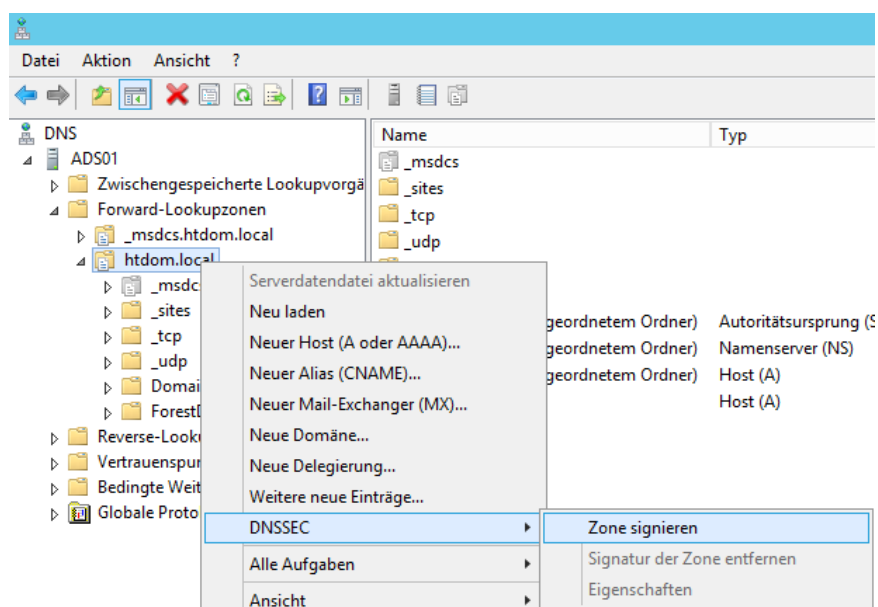 Datei Aktion Ansicht ?
DNS
ADS01
Zwischengespeicherte Lookupvorgä
Forward-Lookupzonen
_msdcs.htdom.local
htdom.local
_msdc
_sites
_tcp
_udp
Domai
Forest
Reverse-Looku
Vertrauenspun
Bedingte Weit
Globale Proto
Name Typ
_msdcs
_sites
_tcp
_udp
geordnetem Ordner) Autoritätsursprung (S
geordnetem Ordner) Namenserver (NS)
geordnetem Ordner) Host (A)
Host (A)
Serverdatendatei aktualisieren
Neu laden
Neuer Host (A oder AAAA)...
Neuer Alias (CNAME)...
Neuer Mail-Exchanger (MX)...
Neue Domäne...
Neue Delegierung...
Weitere neue Einträge...
DNSSEC
Alle Aufgaben
Ansicht
Zone signieren
Signatur der Zone entfernen
Eigenschaften